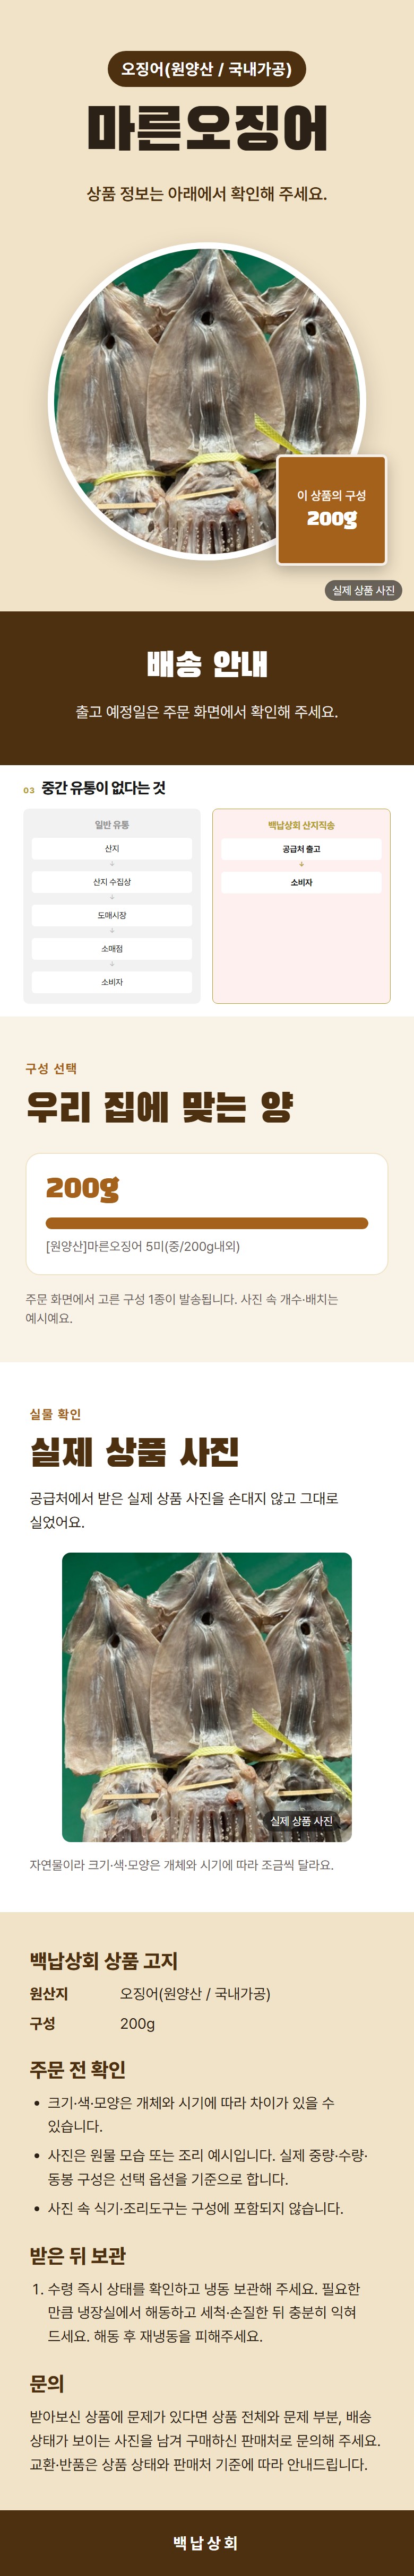 오징어(원양산 / 국내가공)
마른오징어
상품 정보는 아래에서 확인해 주세요.
이 상품의 구성
200g
실제 상품 사진
배송 안내
출고 예정일은 주문 화면에서 확인해 주세요.
03 중간 유통이 없다는 것
일반 유통
산지
↓
산지 수집상
↓
도매시장
↓
소매점
↓
소비자
백납상회 산지직송
공급처 출고
↓
소비자
구성 선택
우리 집에 맞는 양
200g
[원양산]마른오징어 5미(중/200g내외)
주문 화면에서 고른 구성 1종이 발송됩니다. 사진 속 개수·배치는
예시예요.
실물 확인
실제 상품 사진
공급처에서 받은 실제 상품 사진을 손대지 않고 그대로
실었어요.
실제 상품 사진
자연물이라 크기·색·모양은 개체와 시기에 따라 조금씩 달라요.
백납상회 상품 고지
원산지 오징어(원양산 / 국내가공)
구성 200g
주문 전 확인
• 크기·색·모양은 개체와 시기에 따라 차이가 있을 수
있습니다.
• 사진은 원물 모습 또는 조리 예시입니다. 실제 중량·수량·
동봉 구성은 선택 옵션을 기준으로 합니다.
• 사진 속 식기·조리도구는 구성에 포함되지 않습니다.
받은 뒤 보관
1. 수령 즉시 상태를 확인하고 냉동 보관해 주세요. 필요한
만큼 냉장실에서 해동하고 세척·손질한 뒤 충분히 익혀
드세요. 해동 후 재냉동을 피해주세요.
문의
받아보신 상품에 문제가 있다면 상품 전체와 문제 부분, 배송
상태가 보이는 사진을 남겨 구매하신 판매처로 문의해 주세요.
교환·반품은 상품 상태와 판매처 기준에 따라 안내드립니다.
백납상회